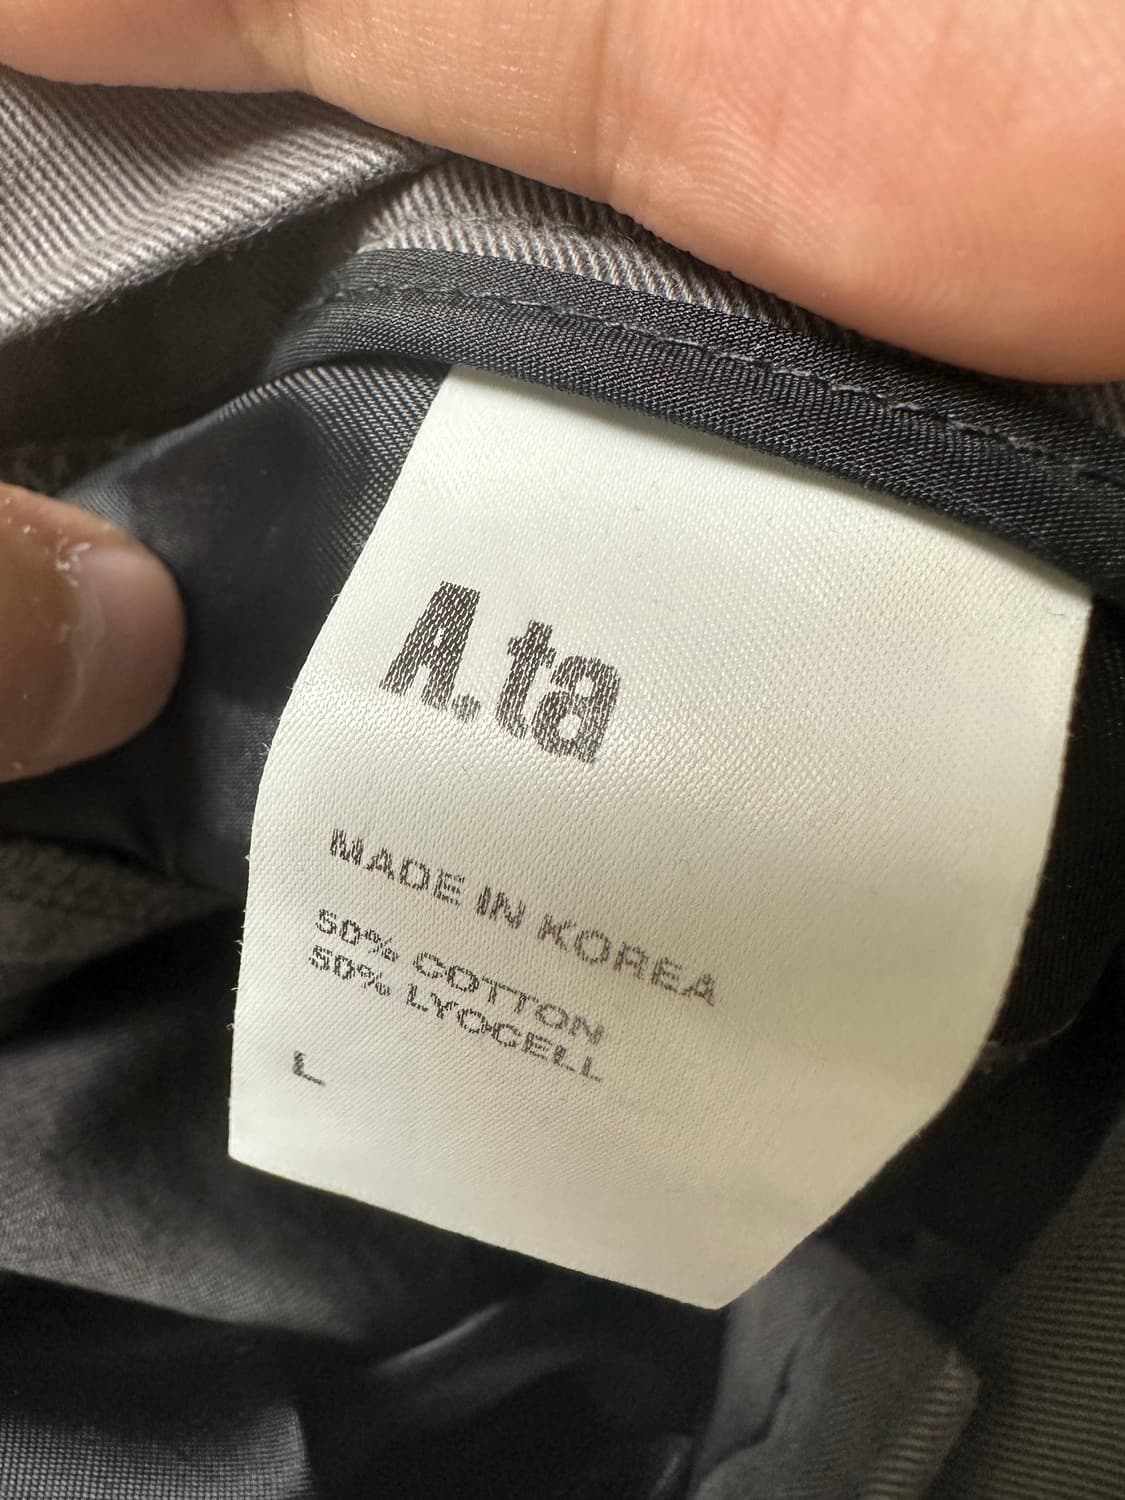 A.ta
MADE IN KOREA
50% COTTON
50% LYOCELL
L